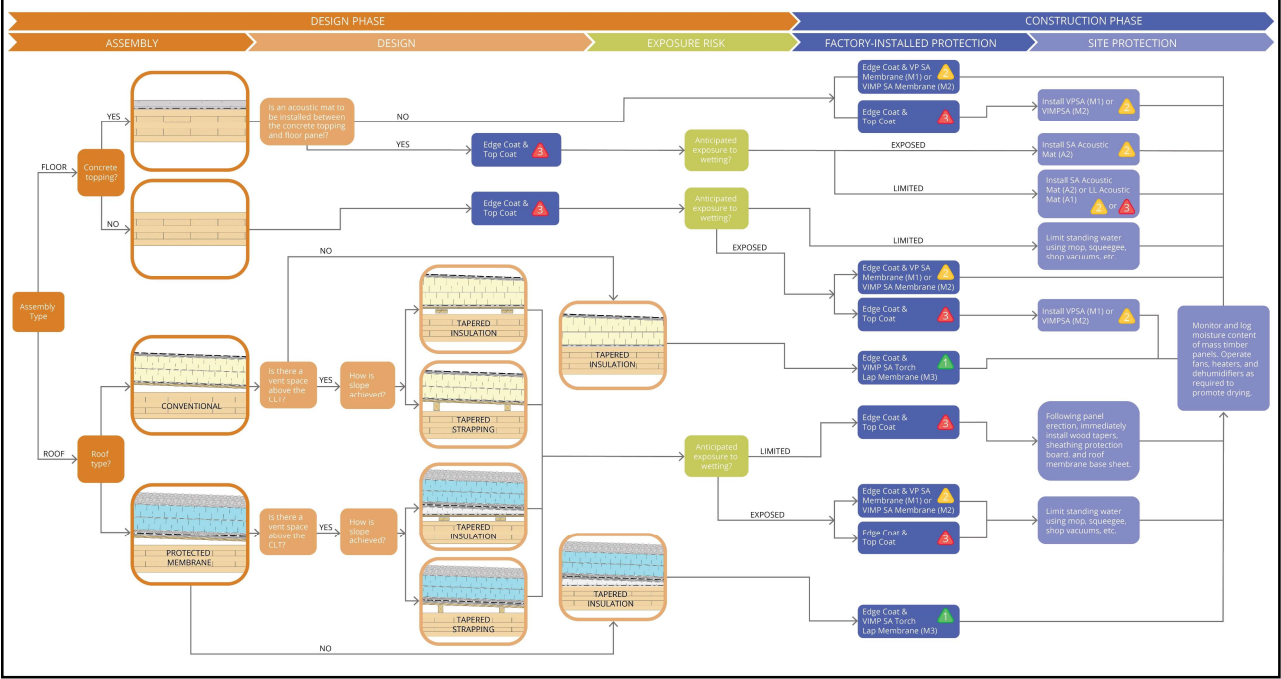 DESIGN PHASE
CONSTRUCTION PHASE
ASSEMBLY
DESIGN
EXPOSURE RISK
FACTORY-INSTALLED PROTECTION
SITE PROTECTION
Assembly
Type
FLOOR
ROOF
Concrete
topping?
YES
NO
Is an acoustic mat to
be installed between
the concrete topping
and floor panel?
NO
YES
Edge Coat & VP SA
Membrane (M1) or
VIMP SA Membrane (M2)
2
Edge Coat &
Top Coat
3
Install VPSA (M1) or
VIMPSA (M2)
2
Edge Coat &
Top Coat
3
Anticipated
exposure to
wetting?
EXPOSED
Install SA Acoustic
Mat (A2)
2
LIMITED
Install SA Acoustic
Mat (A2) or LL Acoustic
Mat (A1)
2 or 3
Edge Coat &
Top Coat
3
Anticipated
exposure to
wetting?
LIMITED
Limit standing water
using mop, squeegee,
shop vacuums, etc.
EXPOSED
Edge Coat & VP SA
Membrane (M1) or
VIMP SA Membrane (M2)
2
Edge Coat &
Top Coat
3
Install VPSA (M1) or
VIMPSA (M2)
2
Roof
type?
CONVENTIONAL
Is there a
vent space
above the
CLT?
NO
YES
How is
slope
achieved?
TAPERED
INSULATION
TAPERED
STRAPPING
TAPERED
INSULATION
Edge Coat &
VIMP SA Torch
Lap Membrane (M3)
1
Monitor and log
moisture content
of mass timber
panels. Operate
fans, heaters, and
dehumidifiers as
required to
promote drying.
PROTECTED
MEMBRANE
Is there a
vent space
above the
CLT?
YES
How is
slope
achieved?
TAPERED
INSULATION
TAPERED
STRAPPING
Anticipated
exposure to
wetting?
LIMITED
Edge Coat &
Top Coat
3
Following panel
erection, immediately
install wood tapers,
sheathing protection
board, and roof
membrane base sheet.
EXPOSED
Edge Coat & VP SA
Membrane (M1) or
VIMP SA Membrane (M2)
2
Edge Coat &
Top Coat
3
Limit standing water
using mop, squeegee,
shop vacuums, etc.
NO
TAPERED
INSULATION
Edge Coat &
VIMP SA Torch
Lap Membrane (M3)
1